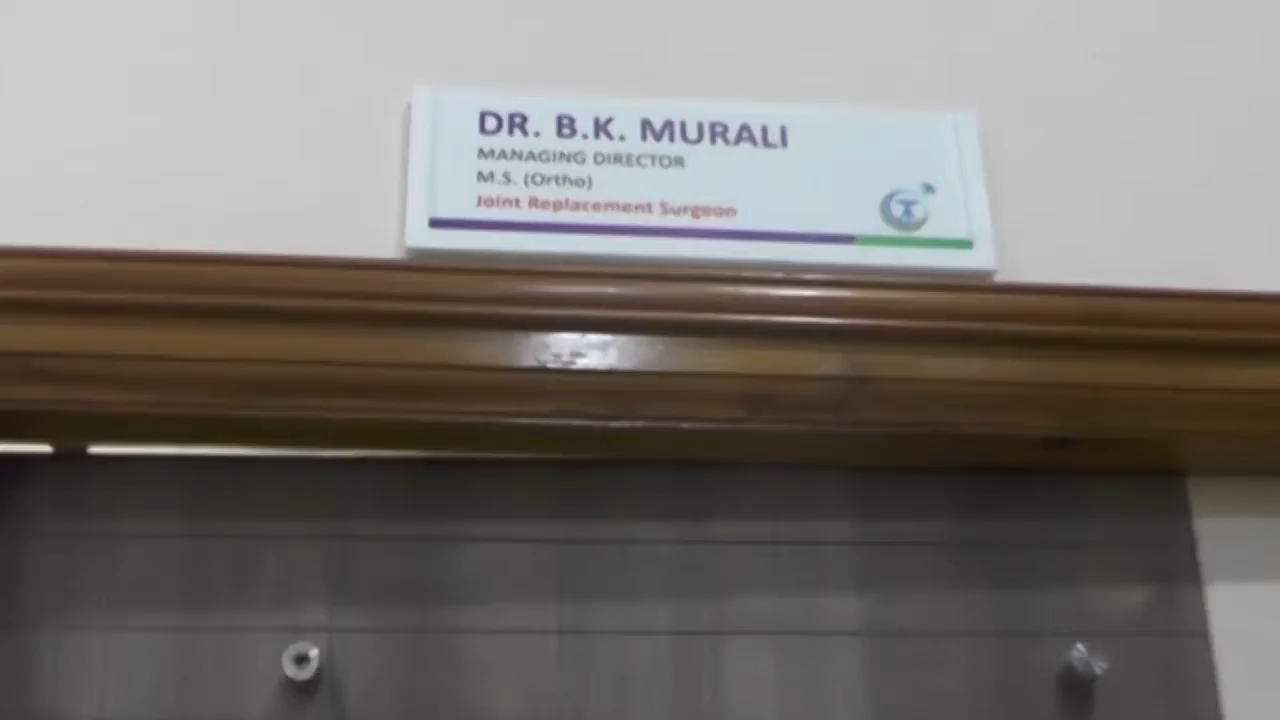 DR. B.K. MURALI
MANAGING DIRECTOR
M.S. (Ortho)
Joint Replacement Surgeon